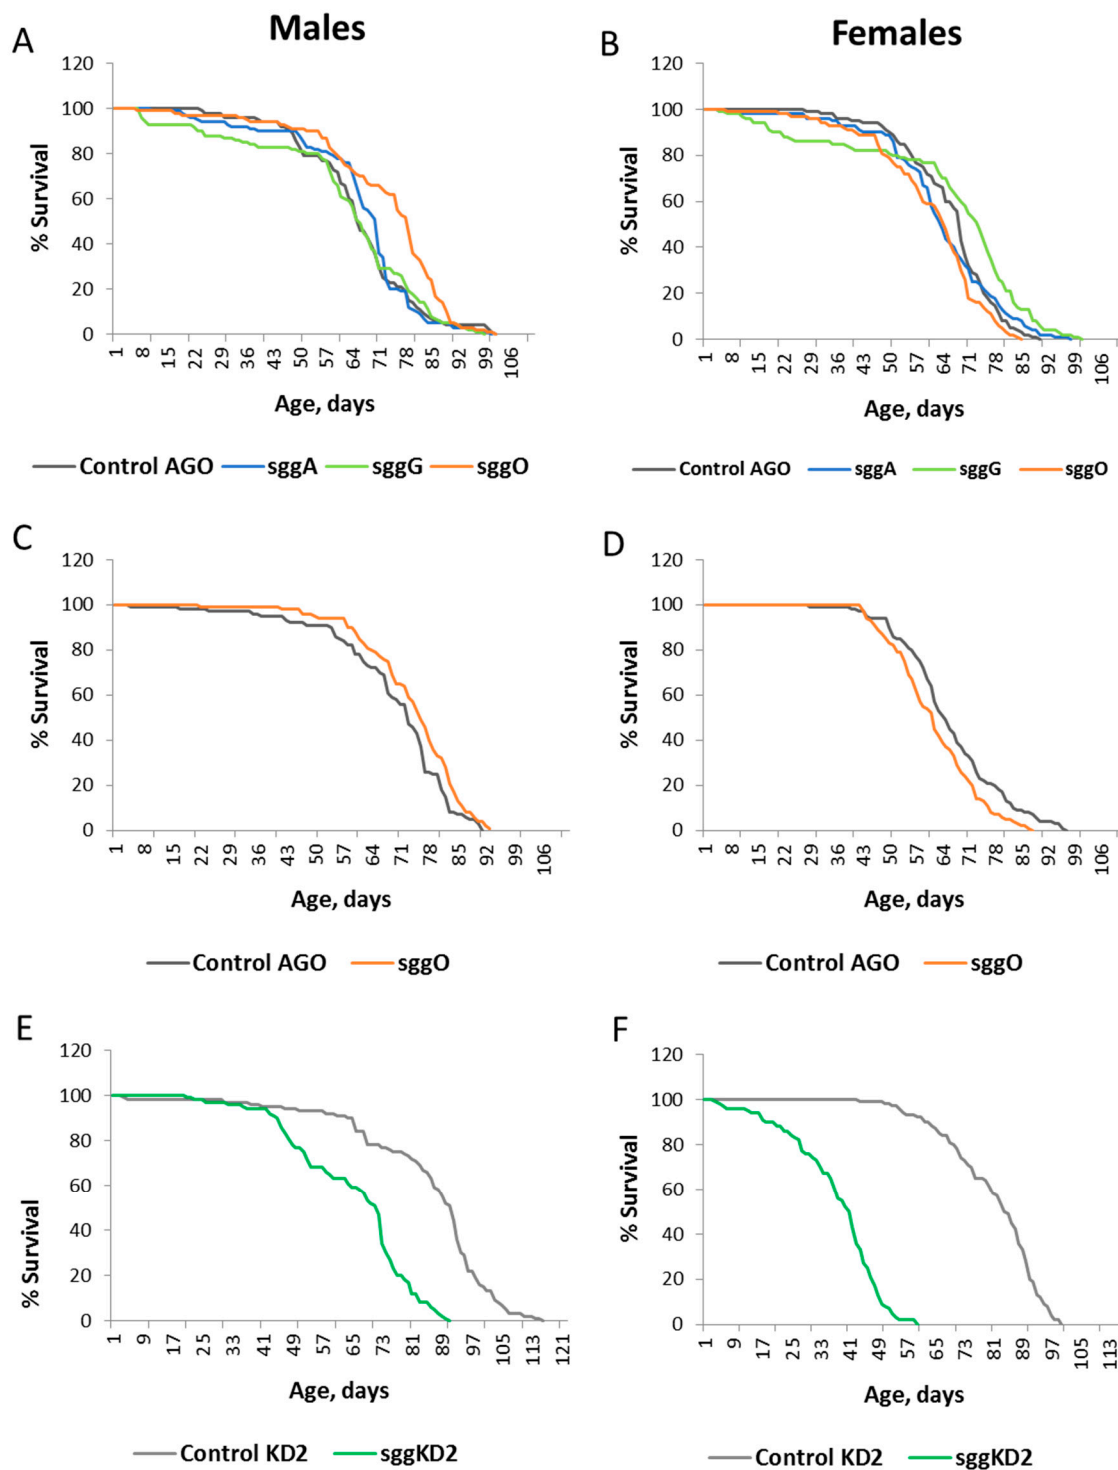 Males
Females
A
120
100
80
60
40
20
0
% Survival
1 8 15 22 29 36 43 50 57 64 71 78 85 92 99 106
Age, days
Control AGO sggA sggG sggO
B
120
100
80
60
40
20
0
% Survival
1 8 15 22 29 36 43 50 57 64 71 78 85 92 99 106
Age, days
Control AGO sggA sggG sggO
C
120
100
80
60
40
20
0
% Survival
1 8 15 22 29 36 43 50 57 64 71 78 85 92 99 106
Age, days
Control AGO sggO
D
120
100
80
60
40
20
0
% Survival
1 8 15 22 29 36 43 50 57 64 71 78 85 92 99 106
Age, days
Control AGO sggO
E
120
100
80
60
40
20
0
% Survival
1 9 17 25 33 41 49 57 65 73 81 89 97 105 113 121
Age, days
Control KD2 sggKD2
F
120
100
80
60
40
20
0
% Survival
1 9 17 25 33 41 49 57 65 73 81 89 97 105 113
Age, days
Control KD2 sggKD2